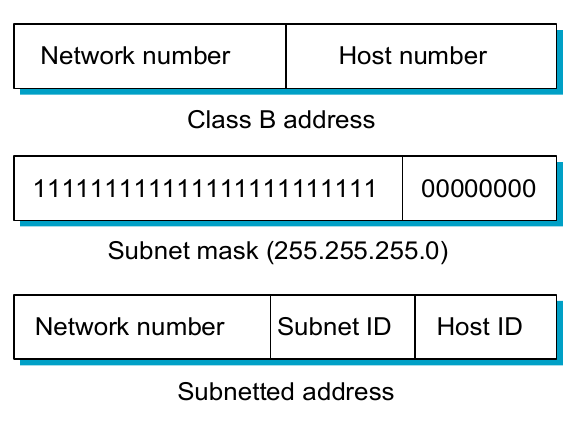 Network number Host number
Class B address
111111111111111111111111 00000000
Subnet mask (255.255.255.0)
Network number Subnet ID Host ID
Subnetted address